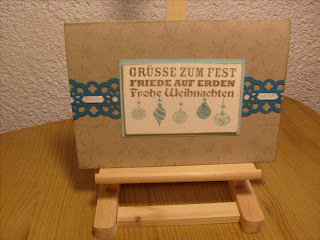 GRÜSSE ZUM FEST
FRIEDE AUF ERDEN
Frohe Weihnachten